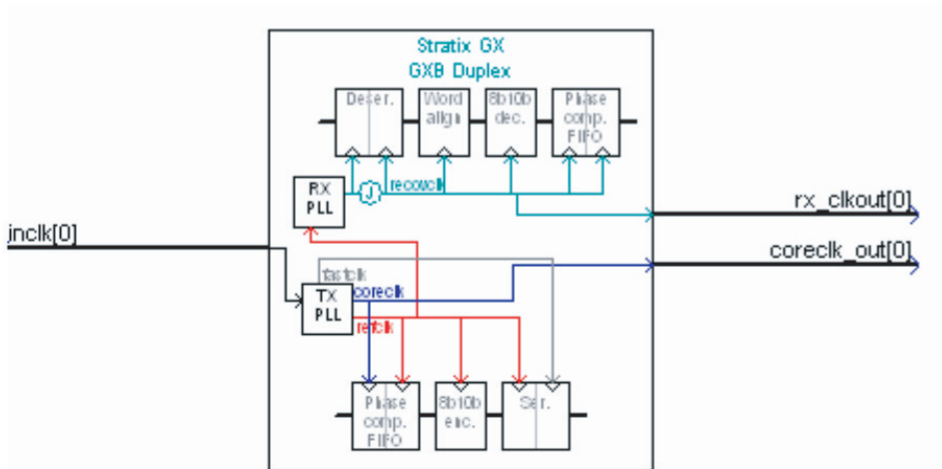 Stratix GX
GXB Duplex
Deser.
Word
align
8b10b
dec.
Phase
comp.
FIFO
recovclk
J
RX
PLL
rx_clkout[0]
inclk[0]
coreclk_out[0]
fastclk
TX
PLL
coreclk
refclk
Phase
comp.
FIFO
8b10b
enc.
Ser.